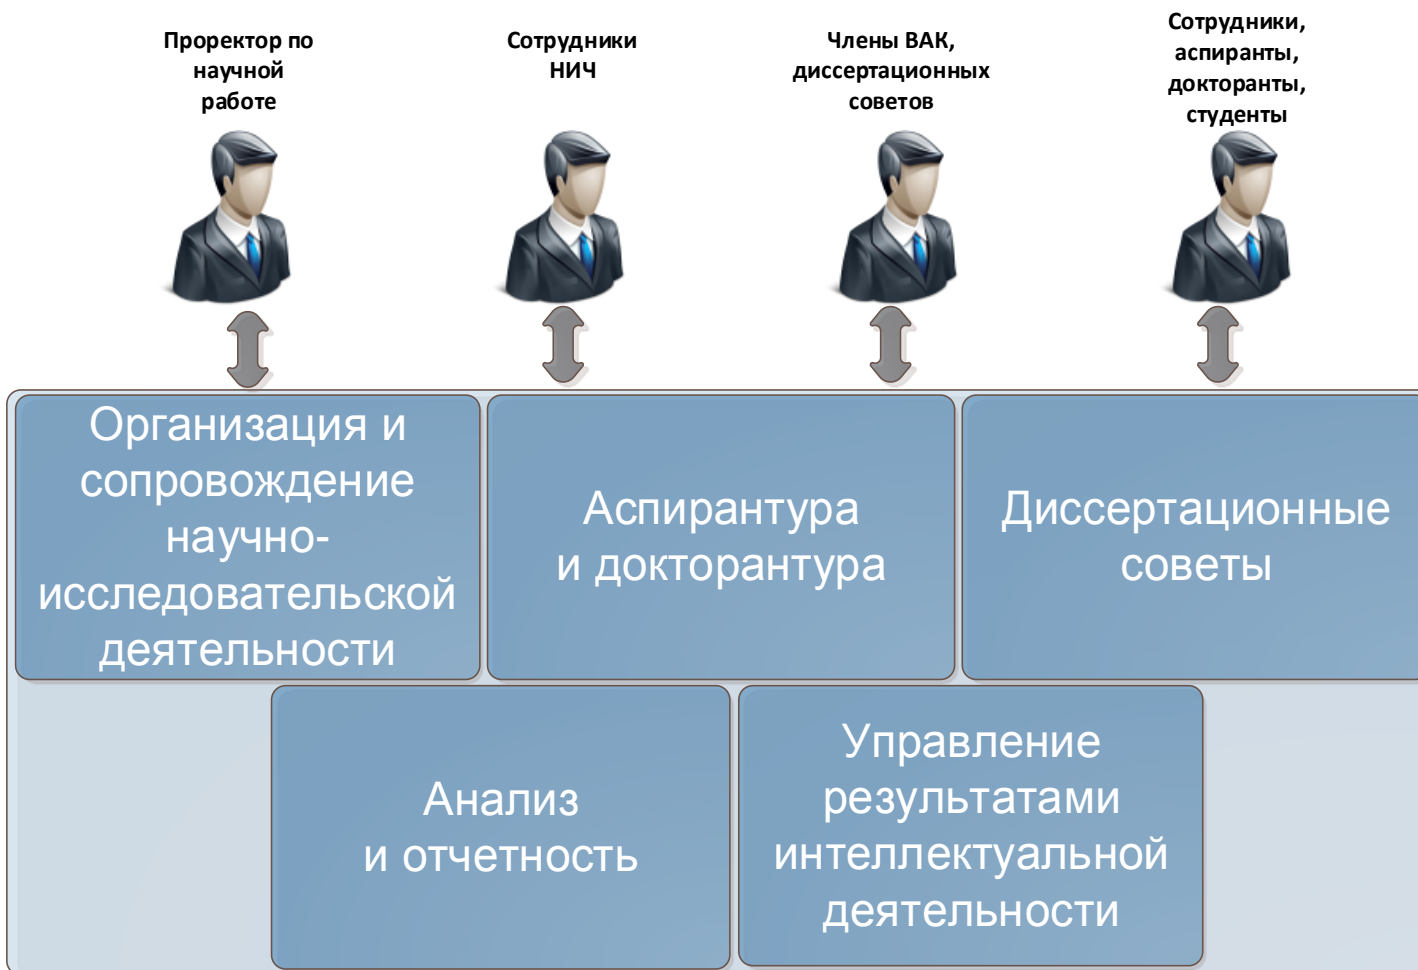 Проректор по
научной
работе
Сотрудники
НИЧ
Члены ВАК,
диссертационных
советов
Сотрудники,
аспиранты,
докторанты,
студенты
Организация и
сопровождение
научно-
исследовательской
деятельности
Аспирантура
и докторантура
Диссертационные
советы
Анализ
и отчетность
Управление
результатами
интеллектуальной
деятельности